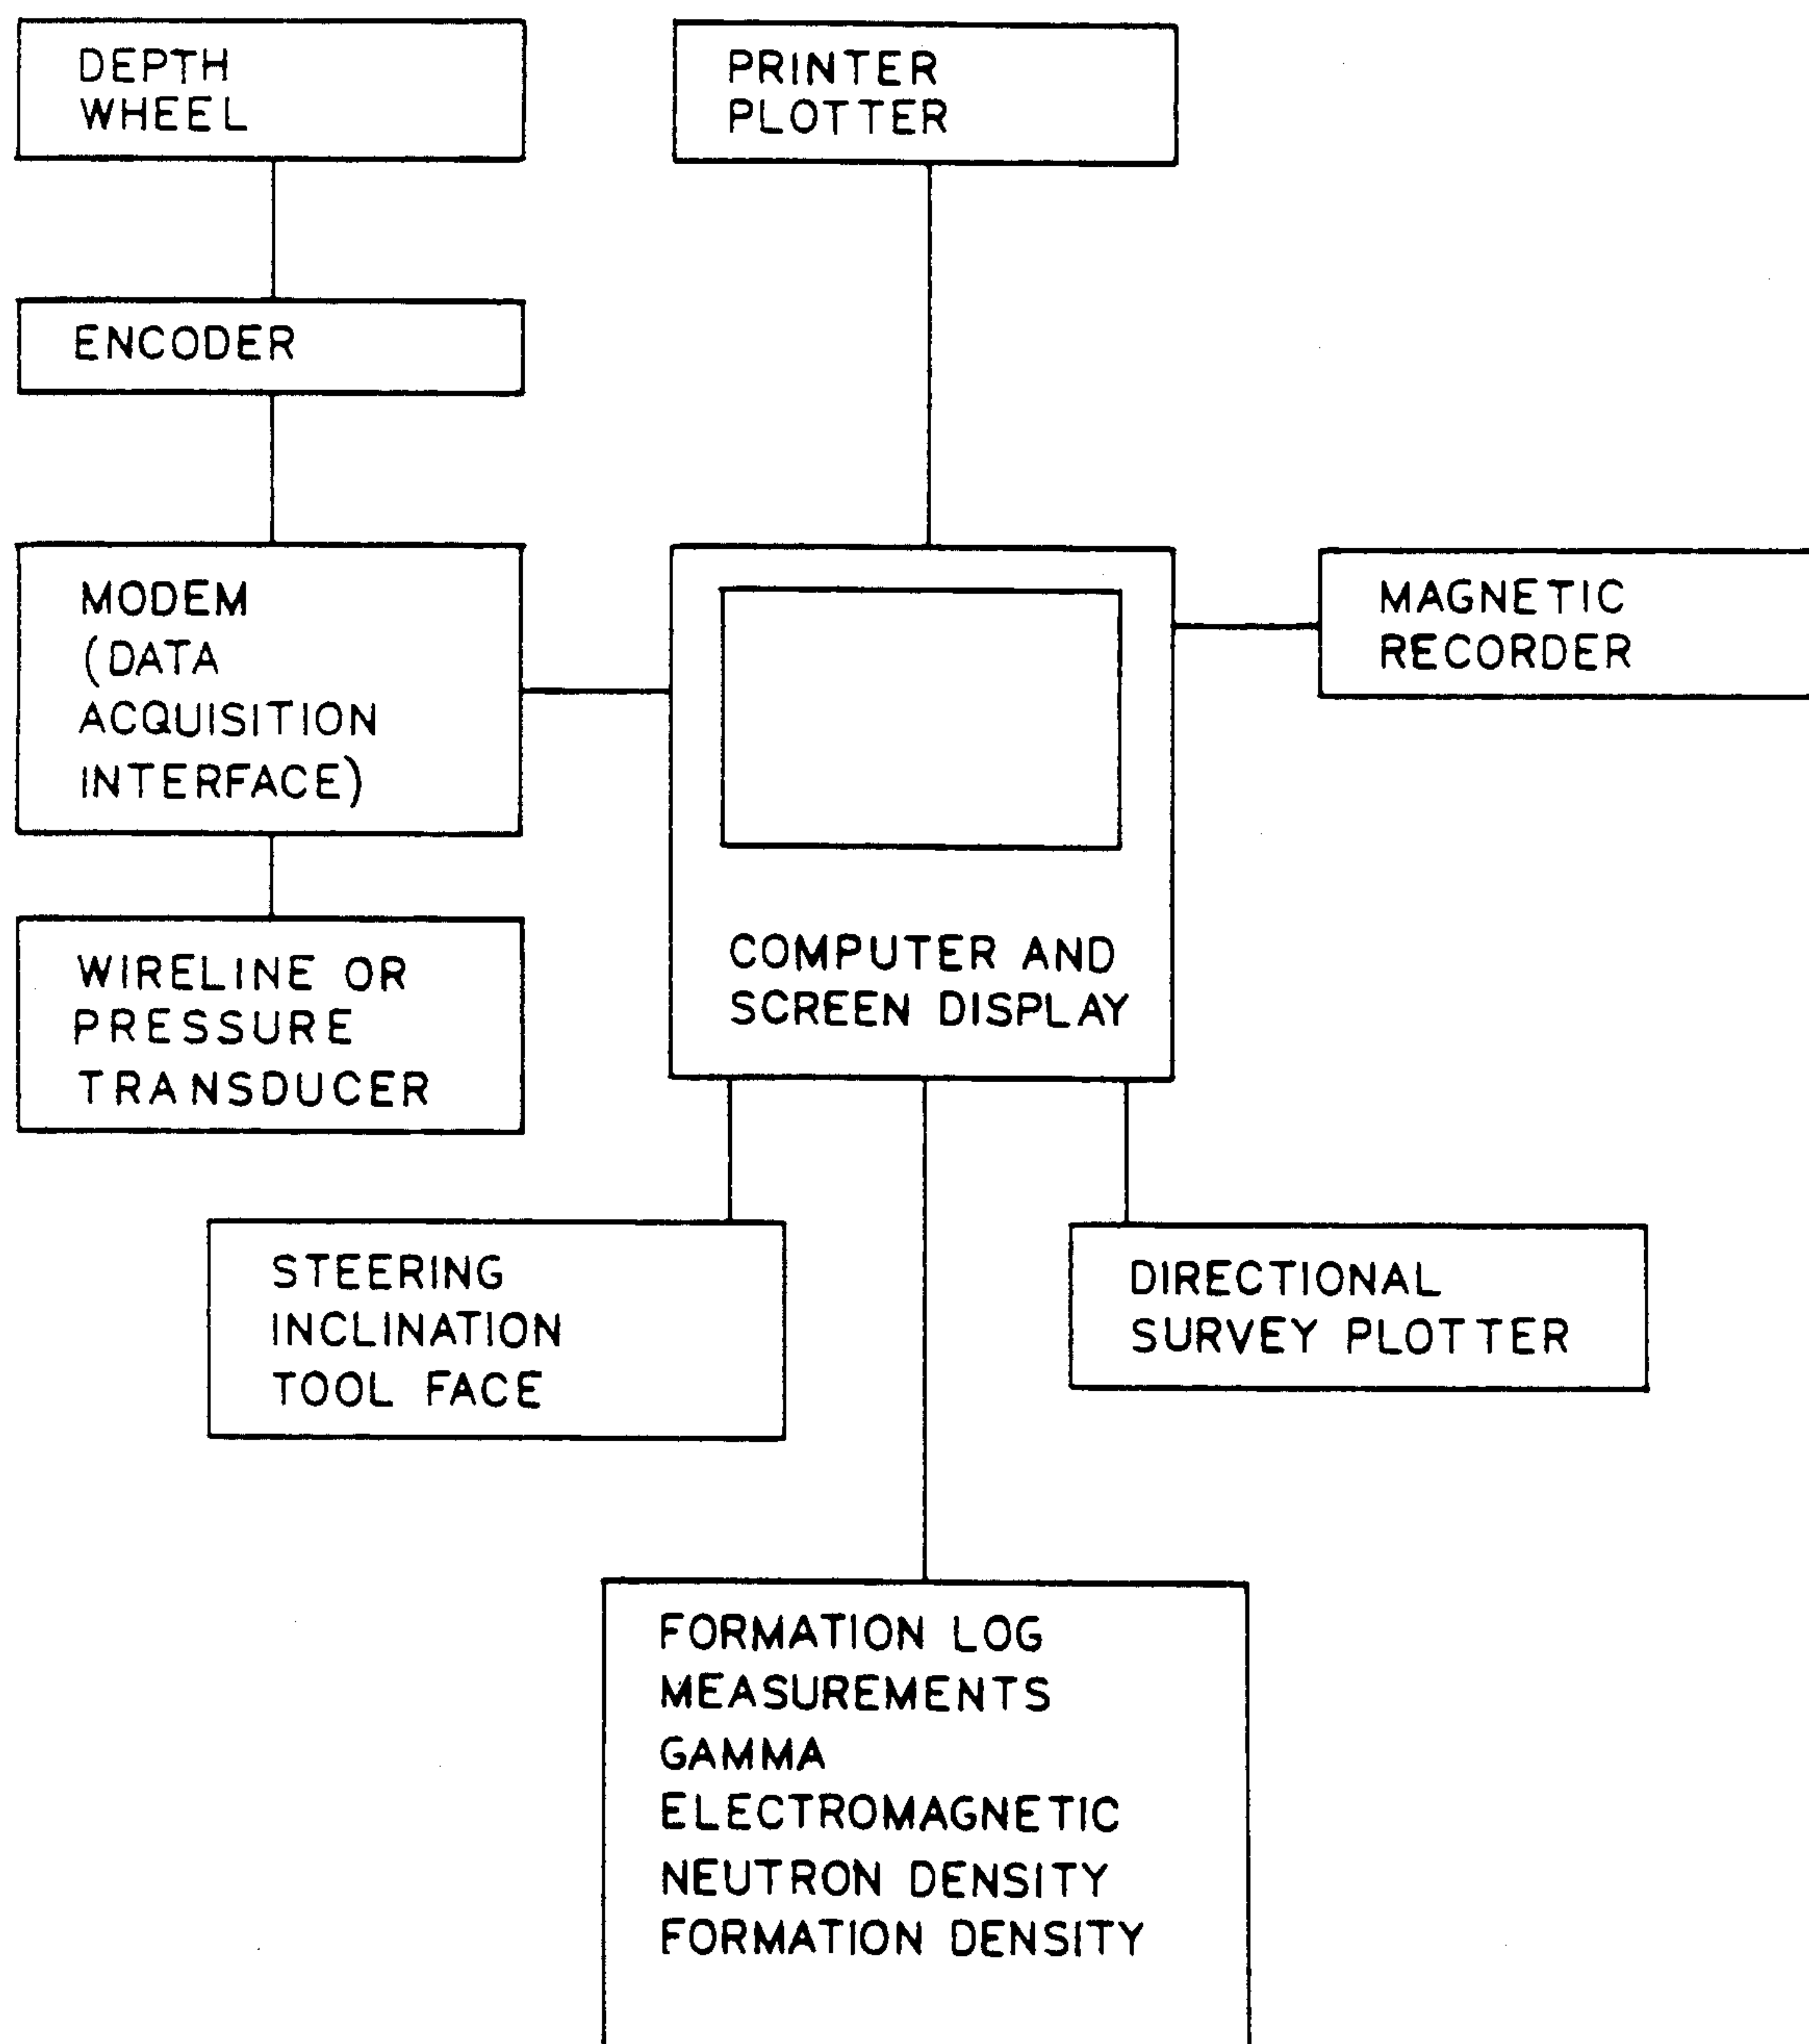 DEPTH
WHEEL
PRINTER
PLOTTER
ENCODER
MODEM
(DATA
ACQUISITION
INTERFACE)
MAGNETIC
RECORDER
WIRELINE OR
PRESSURE
TRANSDUCER
COMPUTER AND
SCREEN DISPLAY
STEERING
INCLINATION
TOOL FACE
DIRECTIONAL
SURVEY PLOTTER
FORMATION LOG
MEASUREMENTS
GAMMA
ELECTROMAGNETIC
NEUTRON DENSITY
FORMATION DENSITY